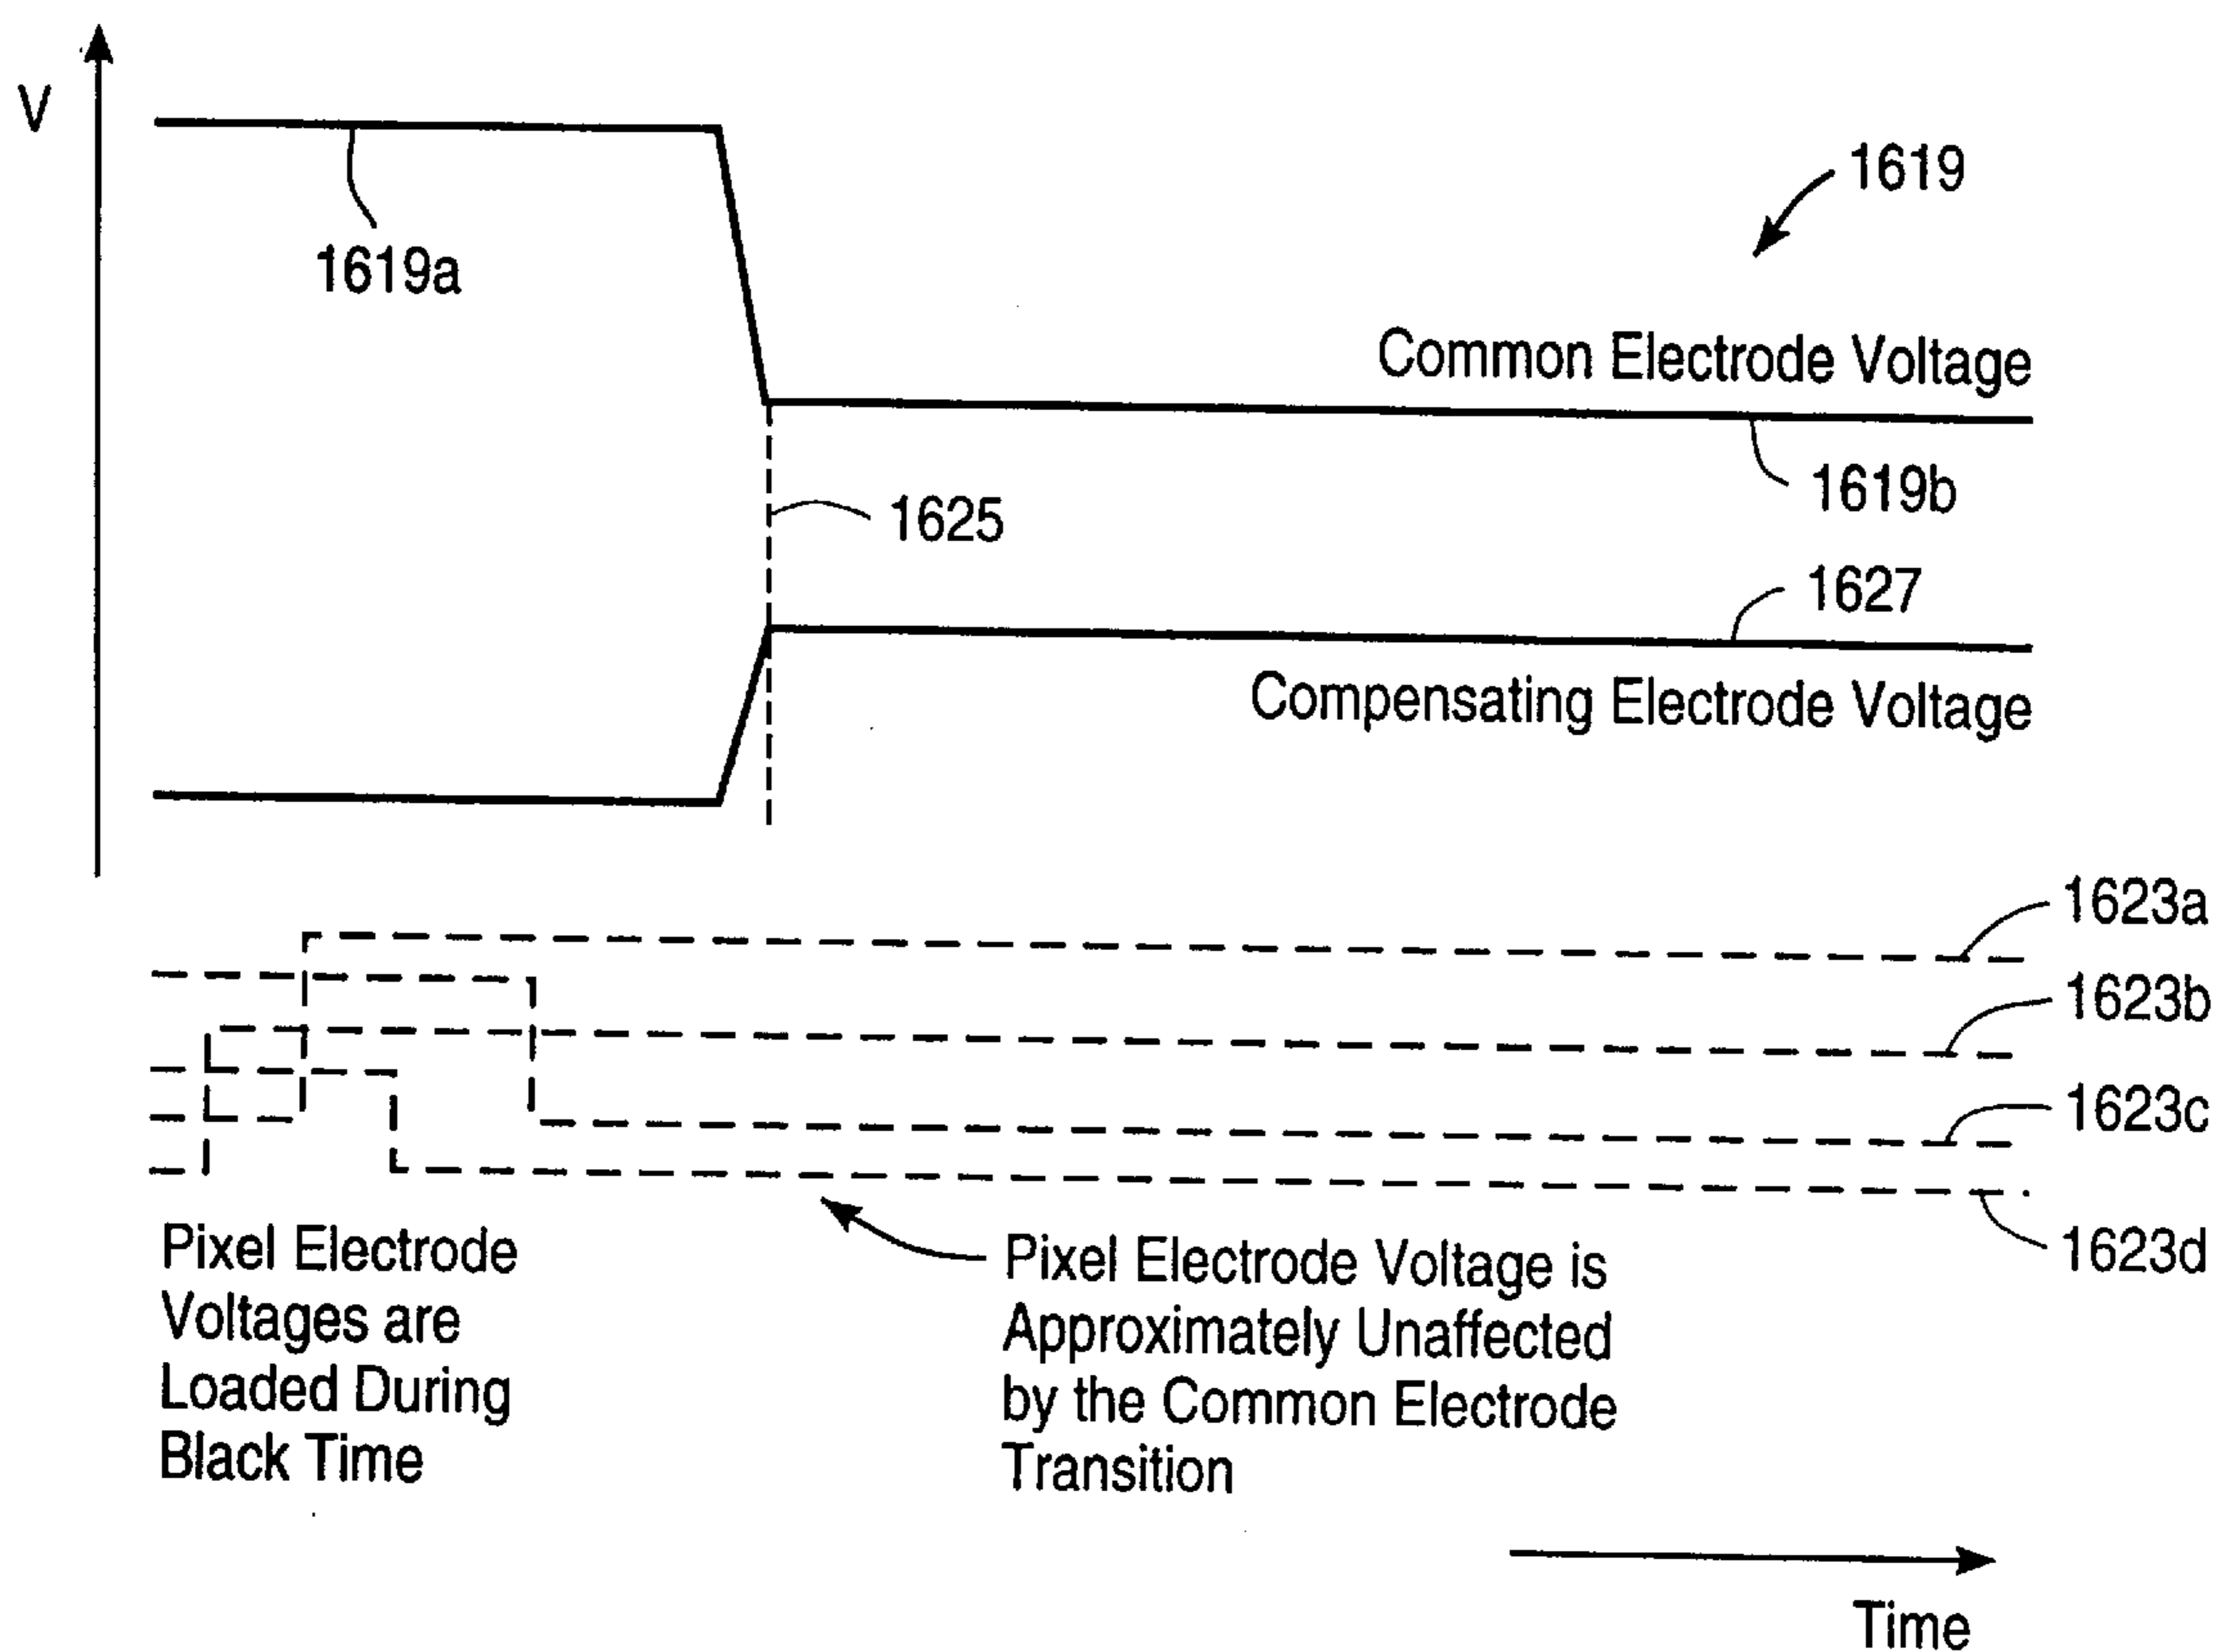 V
1619
1619a
Common Electrode Voltage
1619b
1625
1627
Compensating Electrode Voltage
1623a
1623b
1623c
1623d
Pixel Electrode
Voltages are
Loaded During
Black Time
Pixel Electrode Voltage is
Approximately Unaffected
by the Common Electrode
Transition
Time